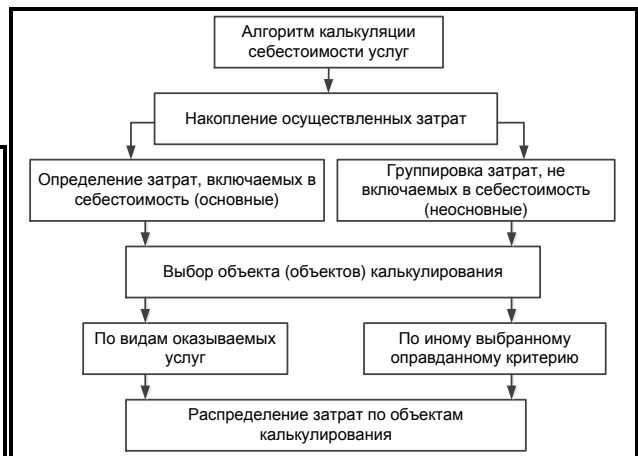 Алгоритм калькуляции
себестоимости услуг
Накопление осуществленных затрат
Определение затрат, включаемых в
себестоимость (основные)
Группировка затрат, не
включаемых в себестоимость
(неосновные)
Выбор объекта (объектов) калькулирования
По видам оказываемых
услуг
По иному выбранному
оправданному критерию
Распределение затрат по объектам
калькулирования